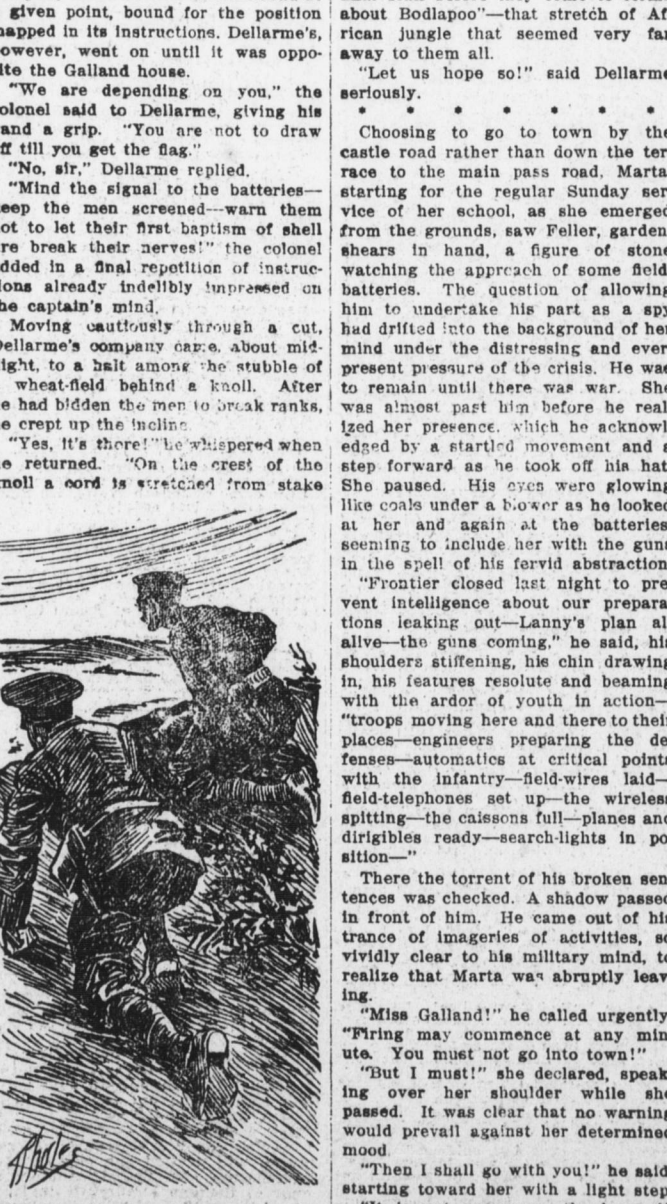 given point, bound for the position
mapped in its instructions. Dellarme's,
however, went on until it was oppo-
site the Galland house.
"We are depending on you," the
colonel said to Dellarme, giving his
hand a grip. "You are not to draw
off till you get the flag."
"No, sir," Dellarme replied.
"Mind the signal to the batteries—
keep the men screened—warn them
not to let their first baptism of shell
fire break their nerves!" the colonel
added in a final repetition of instruc-
tions already indelibly impressed on
the captain's mind.
Moving cautiously through a cut,
Dellarme's company came, about mid-
night, to a halt among the stubble of
wheat-field behind a knoll. After
he had bidden the men to break ranks,
he crept up the incline.
"Yes, it's there!" he whispered when
he returned. "On the crest of the
knoll a cord is stretched from stake
about Bodlapoo"—that stretch of Af
rican jungle that seemed very far
away to them all.
"Let us hope so!" said Dellarme
seriously.
* * * * * * *
Choosing to go to town by the
castle road rather than down the ter
race to the main pass road, Marta
starting for the regular Sunday ser
vice of her school, as she emerged
from the grounds, saw Feller, garden
shears in hand, a figure of stone
watching the approach of some field
batteries. The question of allowing
him to undertake his part as a spy
had drifted into the background of her
mind under the distressing and ever
present pressure of the crisis. He was
to remain until there was war. She
was almost past him before he real
ized her presence, which he acknowl
edged by a startled movement and a
step forward as he took off his hat
She paused. His eyes were glowing
like coals under a blower as he looked
at her and again at the batteries
seeming to include her with the guns
in the spell of his fervid abstraction
"Frontier closed last night to pre
vent intelligence about our prepara
tions leaking out—Lanny's plan al
alive—the guns coming," he said, his
shoulders stiffening, his chin drawing
in, his features resolute and beaming
with the ardor of youth in action—
"troops moving here and there to their
places—engineers preparing the de
fenses—automatics at critical points
with the infantry—field-wires laid—
field-telephones set up—the wireless
spitting—the caissons full—planes and
dirigibles ready—search-lights in po
sition—"
There the torrent of his broken sen
tences was checked. A shadow passed
in front of him. He came out of his
trance of imageries of activities, so
vividly clear to his military mind, to
realize that Marta was abruptly leav
ing.
"Miss Galland!" he called urgently
"Firing may commence at any min
ute. You must not go into town!"
"But I must!" she declared, speak
ing over her shoulder while she
passed. It was clear that no warning
would prevail against her determined
mood
"Then I shall go with you!" he said
starting toward her with a light step